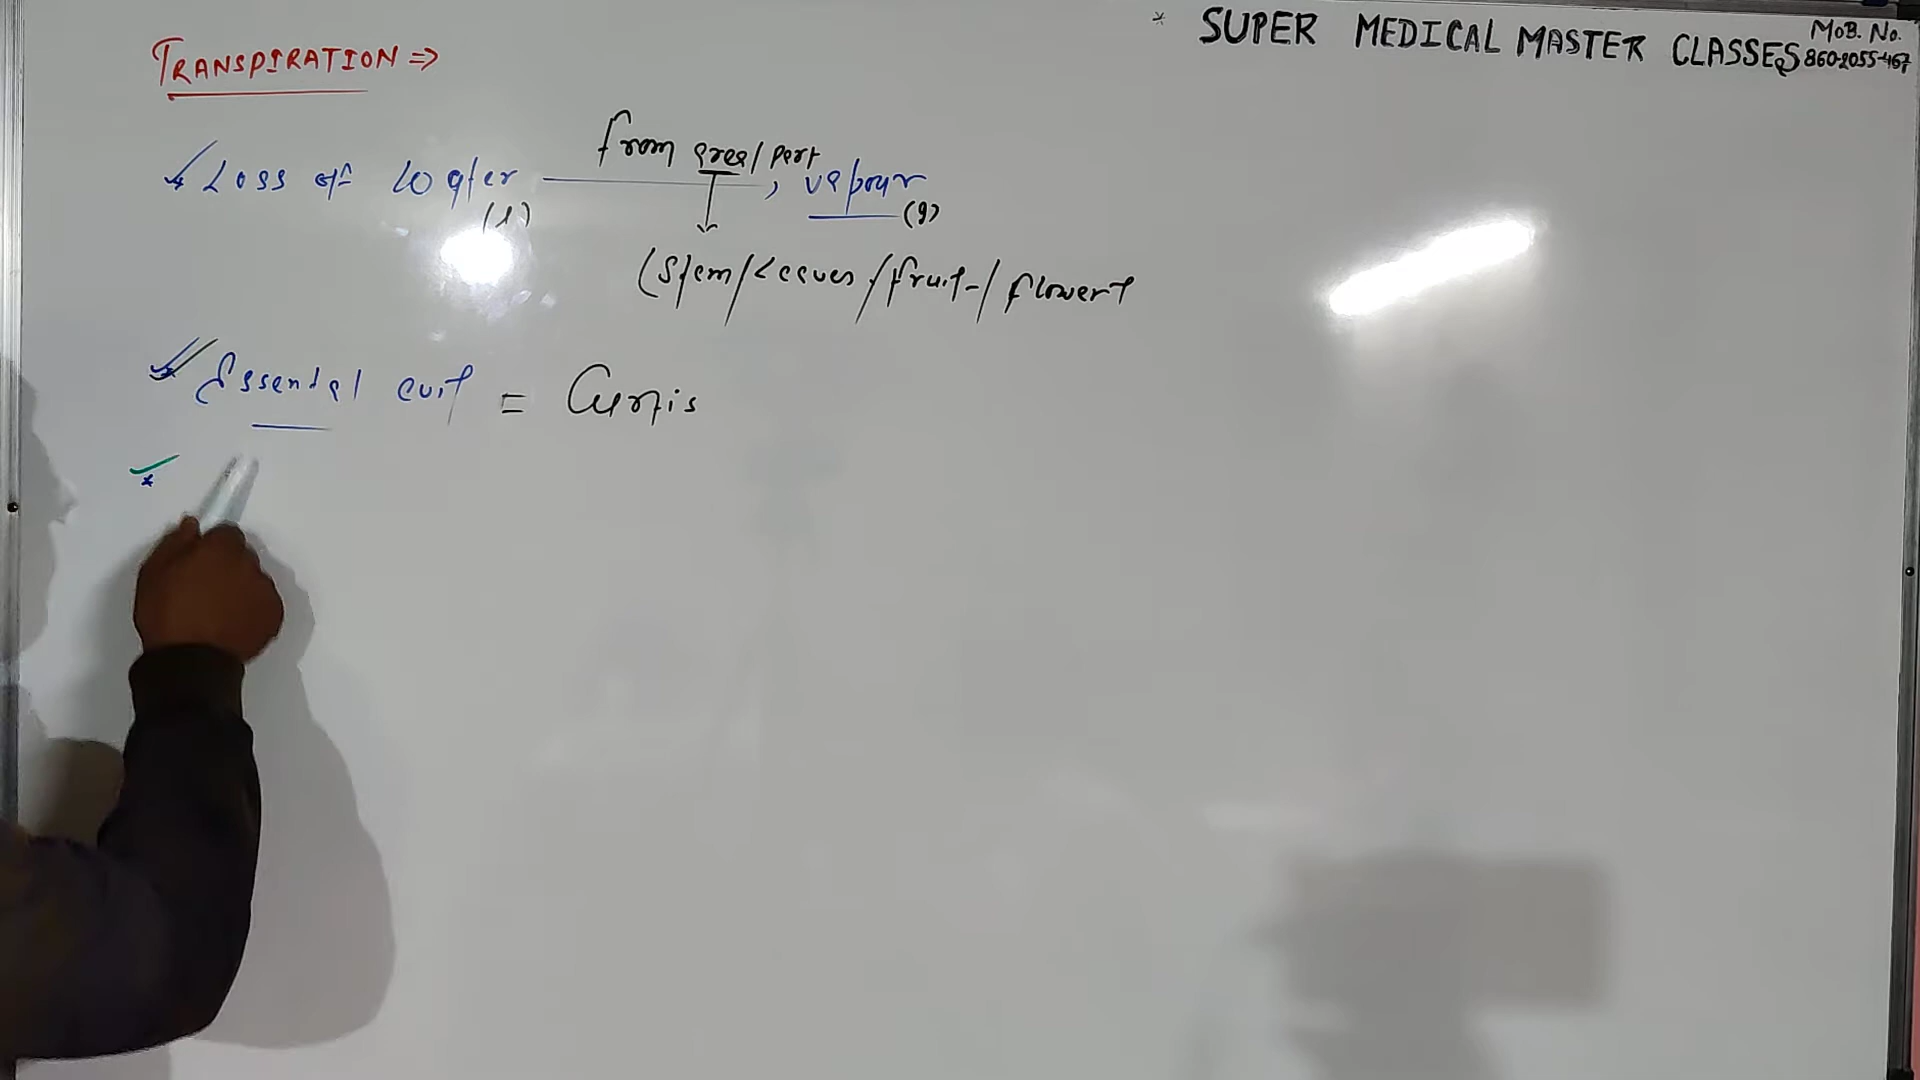 * SUPER MEDICAL MASTER CLASSES
MOB. No.
860-2055-467
TRANSPIRATION ⇒
from area/part
Loss of water ———, vapour
(l) (g)
(Stem/Leaves/fruit/flower)
Essential evil = Curtis